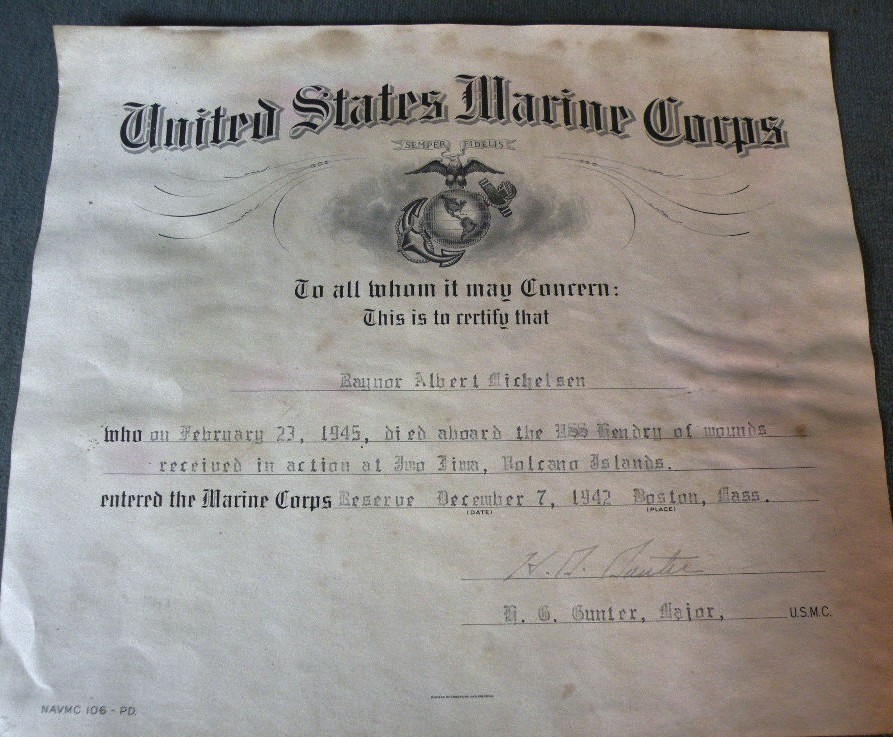 United States Marine Corps
SEMPER FIDELIS
To all whom it may Concern:
This is to certify that
Raynor Albert Michelsen
who on February 23, 1945, died aboard the USS Hendry of wounds
received in action at Iwo Jima, Volcano Islands.
entered the Marine Corps Reserve December 7, 1942 Boston, Mass.
(DATE) (PLACE)
H. G. Gunter
H. G. Gunter, Major, U.S.M.C.
NAVMC 106 - PD.